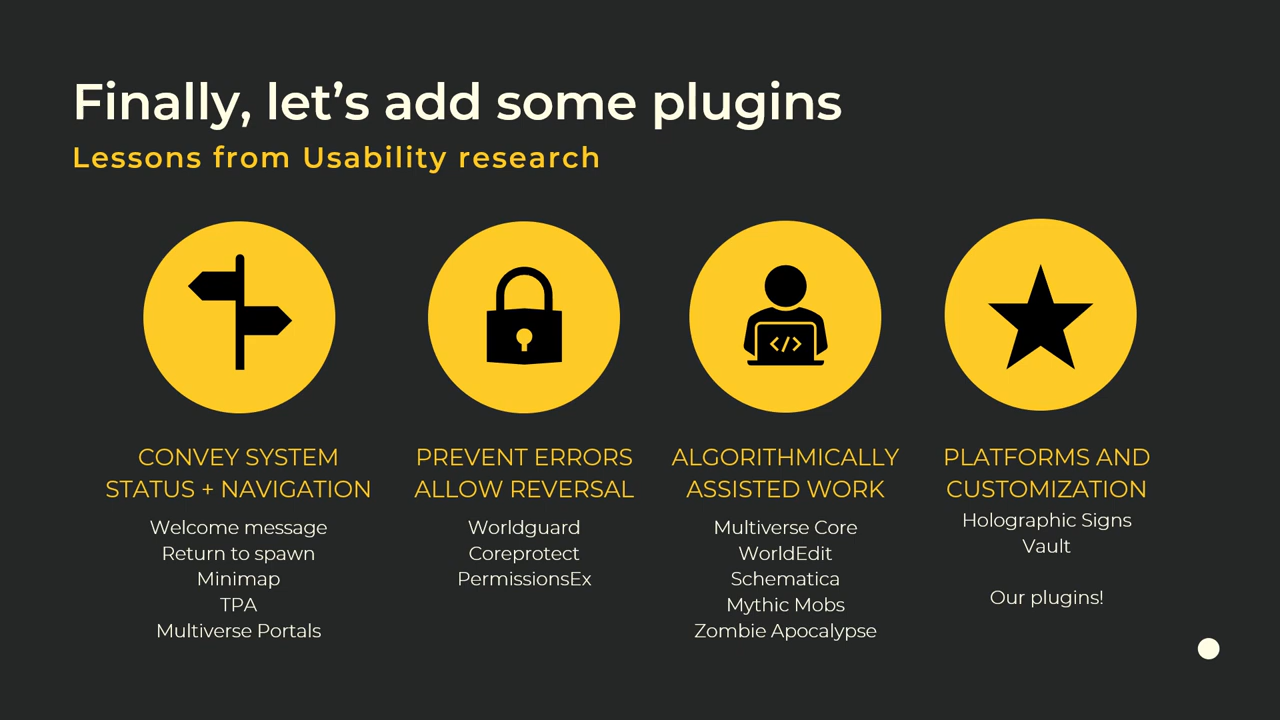 Finally, let's add some plugins
Lessons from Usability research
</>
CONVEY SYSTEM
STATUS + NAVIGATION
Welcome message
Return to spawn
Minimap
TPA
Multiverse Portals
PREVENT ERRORS
ALLOW REVERSAL
Worldguard
Coreprotect
PermissionsEx
ALGORITHMICALLY
ASSISTED WORK
Multiverse Core
WorldEdit
Schematica
Mythic Mobs
Zombie Apocalypse
PLATFORMS AND
CUSTOMIZATION
Holographic Signs
Vault
Our plugins!